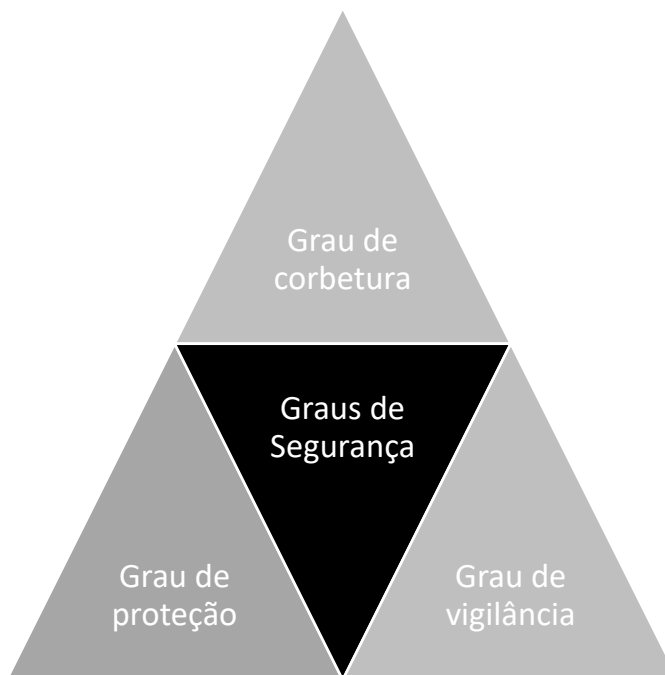 Grau de
corbetura
Graus de
Segurança
Grau de
proteção
Grau de
vigilância